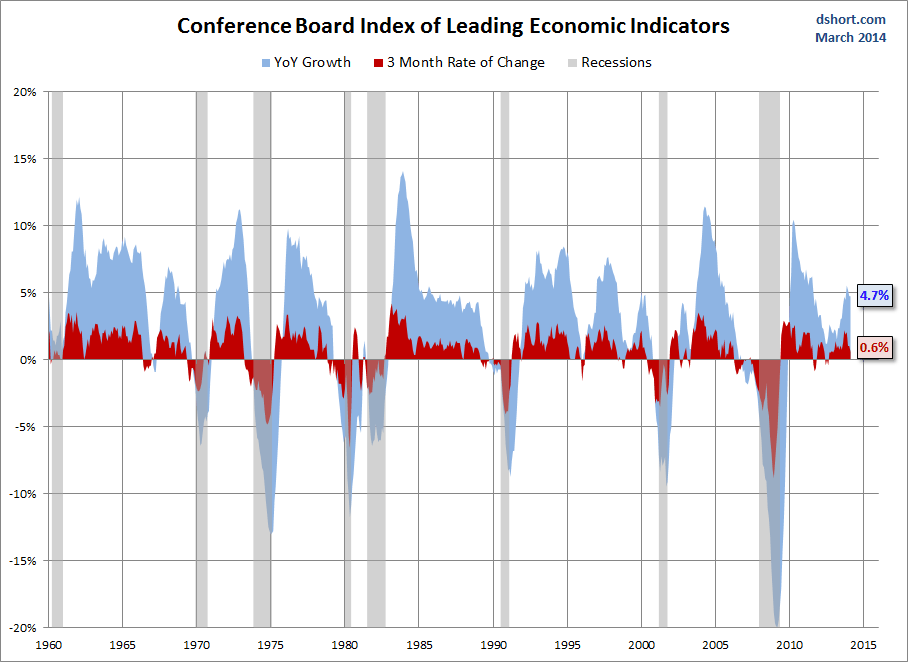 Conference Board Index of Leading Economic Indicators
dshort.com
March 2014
YoY Growth 3 Month Rate of Change Recessions
20%
15%
10%
5%
0%
-5%
-10%
-15%
-20%
4.7%
0.6%
1960 1965 1970 1975 1980 1985 1990 1995 2000 2005 2010 2015